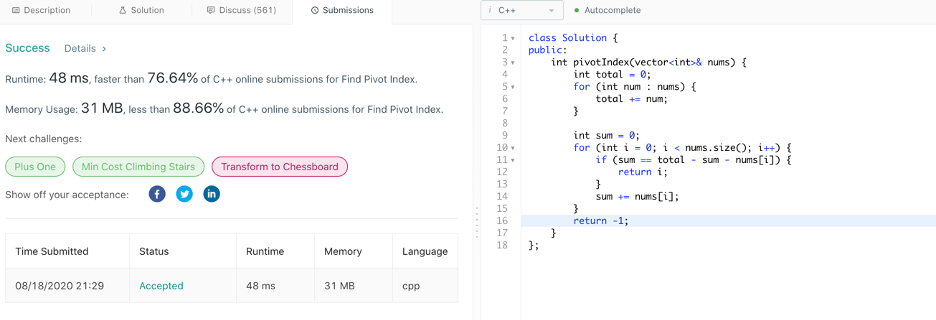 Description Solution Discuss (561) Submissions
Success Details >
Runtime: 48 ms, faster than 76.64% of C++ online submissions for Find Pivot Index.
Memory Usage: 31 MB, less than 88.66% of C++ online submissions for Find Pivot Index.
Next challenges:
Plus One Min Cost Climbing Stairs Transform to Chessboard
Show off your acceptance: f in
Time Submitted Status Runtime Memory Language
08/18/2020 21:29 Accepted 48 ms 31 MB cpp
i C++ Autocomplete
1 class Solution {
2 public:
3 int pivotIndex(vector<int>& nums) {
4 int total = 0;
5 for (int num : nums) {
6 total += num;
7 }
8
9 int sum = 0;
10 for (int i = 0; i < nums.size(); i++) {
11 if (sum == total - sum - nums[i]) {
12 return i;
13 }
14 sum += nums[i];
15 }
16 return -1;
17 }
18 };